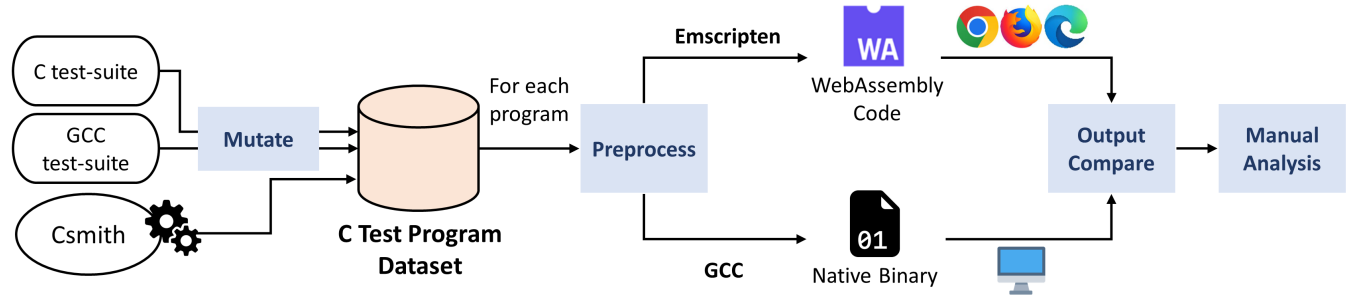 C test-suite
GCC
test-suite
Csmith
Mutate
C Test Program
Dataset
For each
program
Preprocess
Emscripten
WA
WebAssembly
Code
GCC
01
Native Binary
Output
Compare
Manual
Analysis